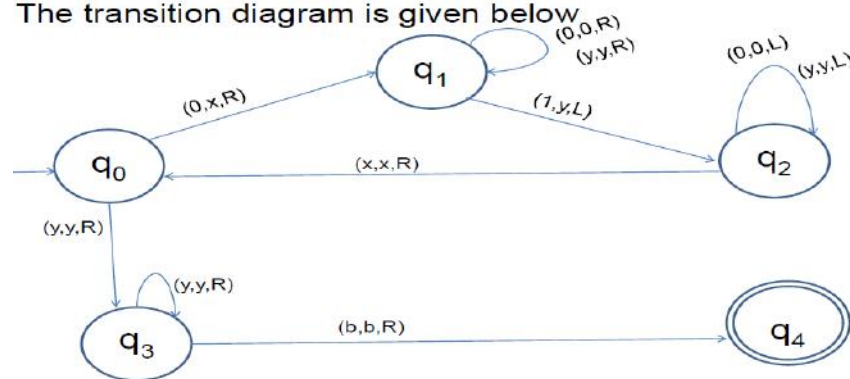 The transition diagram is given below
(0,0,R)
(y,y,R)
q1
(0,0,L)
(y,y,L)
(0,x,R)
(1,y,L)
q0
(x,x,R)
q2
(y,y,R)
(y,y,R)
(b,b,R)
q3
q4